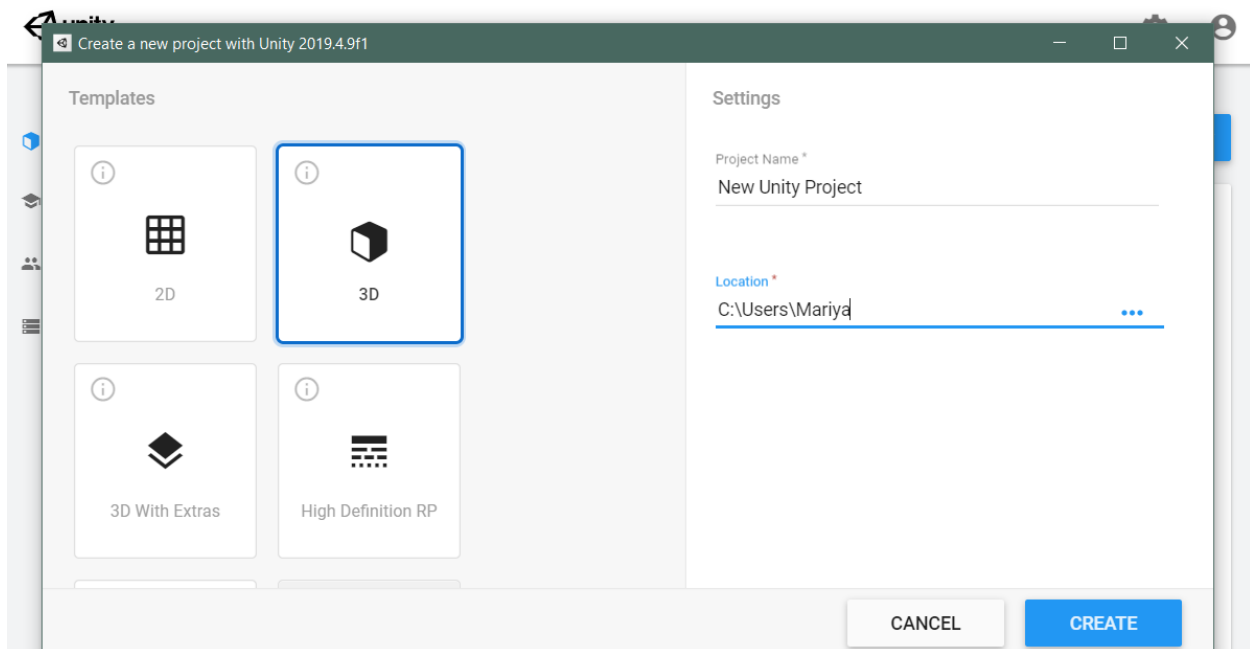 unity
Create a new project with Unity 2019.4.9f1
Templates
2D
3D
3D With Extras
High Definition RP
Settings
Project Name *
New Unity Project
Location *
C:\Users\Mariya
CANCEL
CREATE